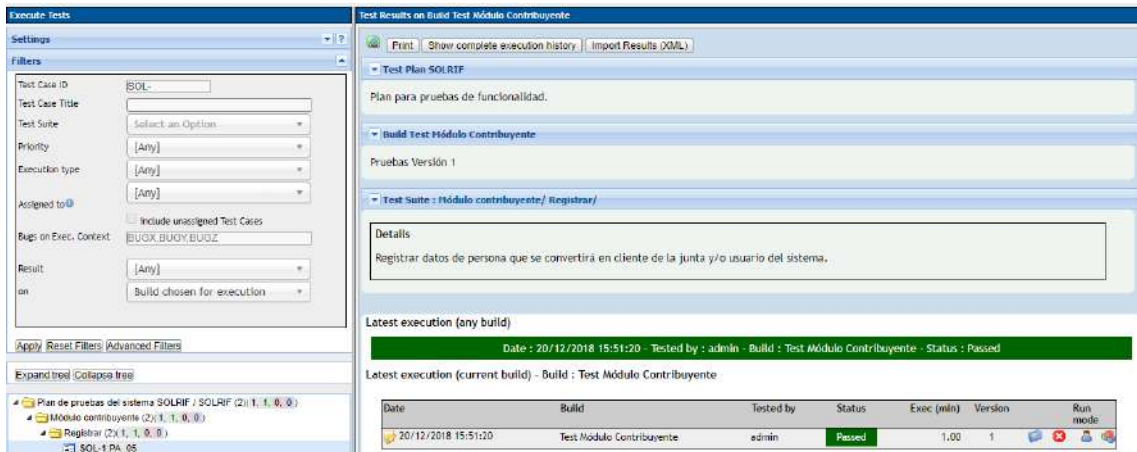 Execute Tests
Settings
Filters
Test Case ID
SOL-
Test Case Title
Test Suite
Select an Option
Priority
[Any]
Execution type
[Any]
Assigned to
[Any]
Include unassigned Test Cases
Bugs on Exec. Context
BUGX,BUGY,BUGZ
Result
[Any]
on
Build chosen for execution
Apply Reset Filters Advanced Filters
Expand tree Collapse tree
Plan de pruebas del sistema SOLRIF / SOLRIF (2)( 1, 1, 0, 0 )
Módulo contribuyente (2)( 1, 1, 0, 0 )
Registrar (2)( 1, 1, 0, 0 )
SOL-1:PA_05
Test Results on Build Test Módulo Contribuyente
Print Show complete execution history Import Results (XML)
Test Plan SOLRIF
Plan para pruebas de funcionalidad.
Build Test Módulo Contribuyente
Pruebas Versión 1
Test Suite : Módulo contribuyente/ Registrar/
Details
Registrar datos de persona que se convertirá en cliente de la junta y/o usuario del sistema.
Latest execution (any build)
Date : 20/12/2018 15:51:20 - Tested by : admin - Build : Test Módulo Contribuyente - Status : Passed
Latest execution (current build) - Build : Test Módulo Contribuyente
Date Build Tested by Status Exec (min) Version Run mode
20/12/2018 15:51:20 Test Módulo Contribuyente admin Passed 1.00 1